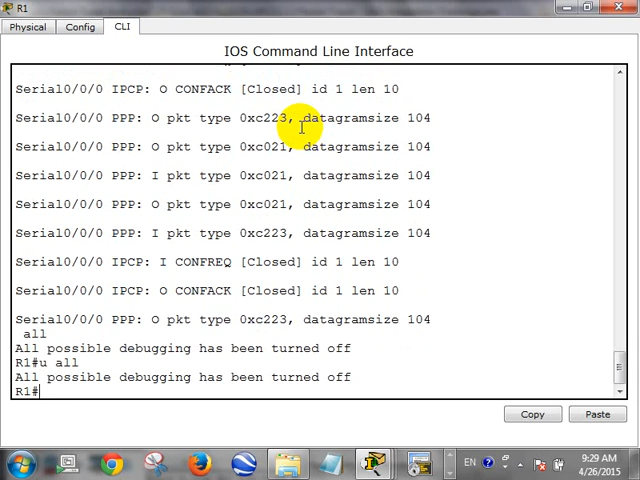 R1
Physical Config CLI
IOS Command Line Interface
Serial0/0/0 IPCP: O CONFACK [Closed] id 1 len 10
Serial0/0/0 PPP: O pkt type 0xc223, datagramsize 104
Serial0/0/0 PPP: O pkt type 0xc021, datagramsize 104
Serial0/0/0 PPP: I pkt type 0xc021, datagramsize 104
Serial0/0/0 PPP: O pkt type 0xc021, datagramsize 104
Serial0/0/0 PPP: I pkt type 0xc223, datagramsize 104
Serial0/0/0 IPCP: I CONFREQ [Closed] id 1 len 10
Serial0/0/0 IPCP: O CONFACK [Closed] id 1 len 10
Serial0/0/0 PPP: O pkt type 0xc223, datagramsize 104
all
All possible debugging has been turned off
R1#u all
All possible debugging has been turned off
R1#
Copy Paste
EN 9:29 AM
4/26/2015